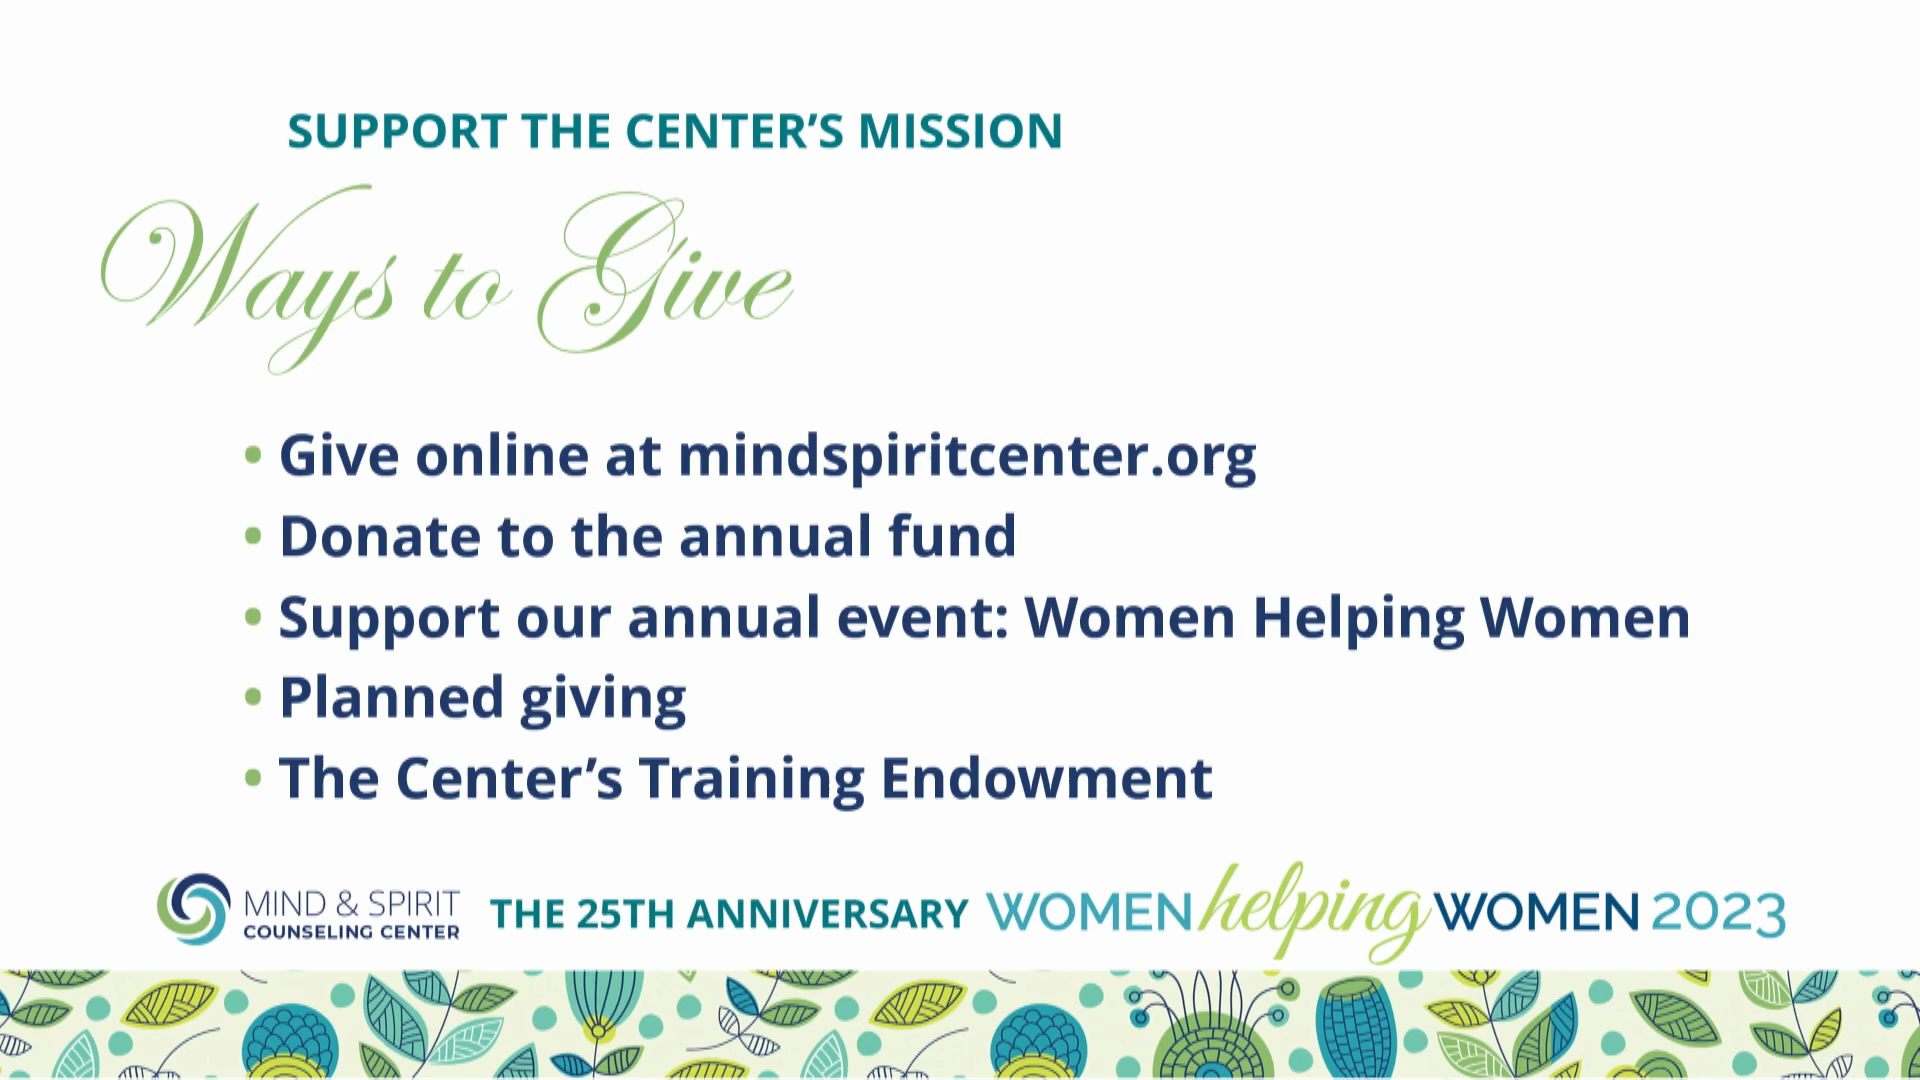 SUPPORT THE CENTER’S MISSION
Ways to Give
• Give online at mindspiritcenter.org
• Donate to the annual fund
• Support our annual event: Women Helping Women
• Planned giving
• The Center’s Training Endowment
MIND & SPIRIT
COUNSELING CENTER
THE 25TH ANNIVERSARY
WOMEN helping WOMEN 2023